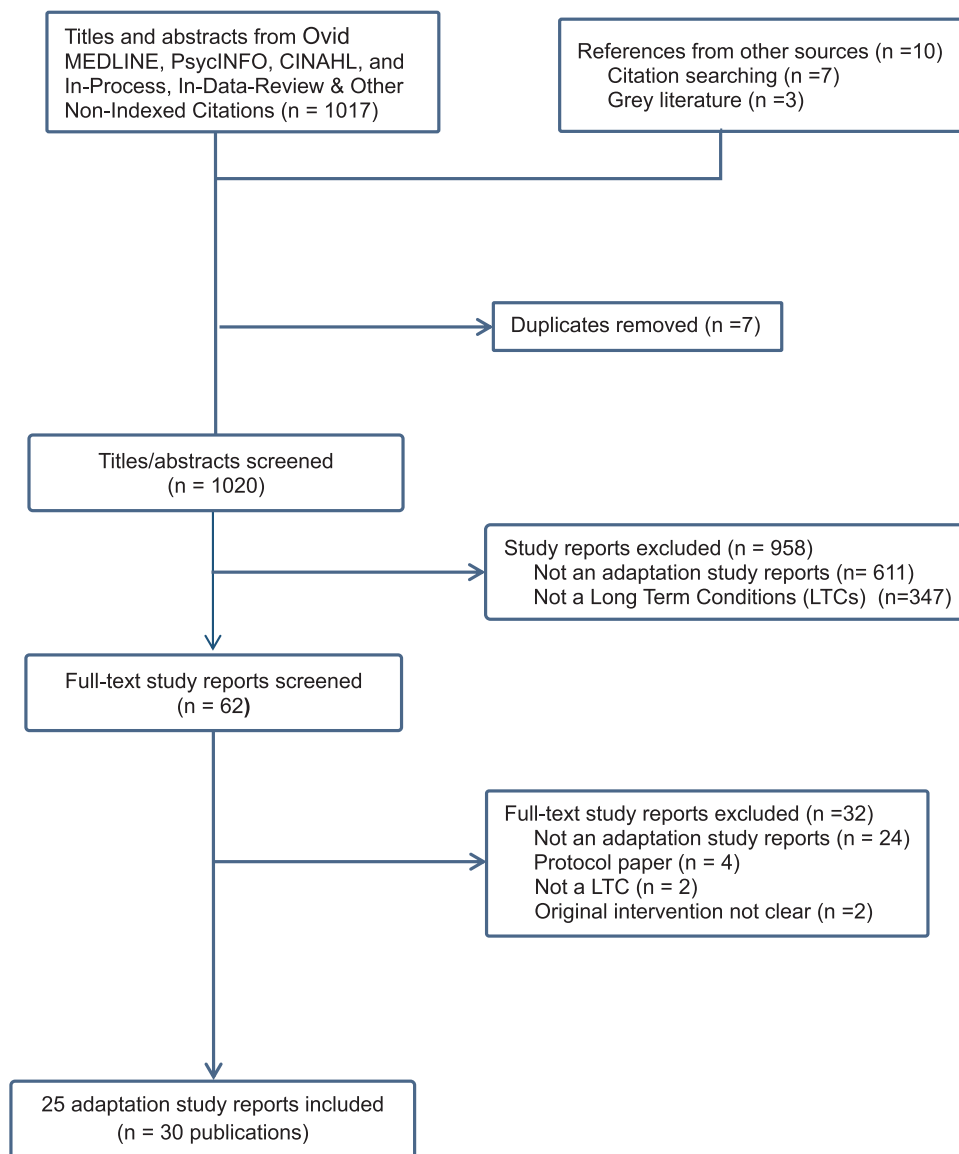 Titles and abstracts from Ovid
MEDLINE, PsycINFO, CINAHL, and
In-Process, In-Data-Review & Other
Non-Indexed Citations (n = 1017)
References from other sources (n =10)
Citation searching (n =7)
Grey literature (n =3)
Duplicates removed (n =7)
Titles/abstracts screened
(n = 1020)
Study reports excluded (n = 958)
Not an adaptation study reports (n= 611)
Not a Long Term Conditions (LTCs) (n=347)
Full-text study reports screened
(n = 62)
Full-text study reports excluded (n =32)
Not an adaptation study reports (n = 24)
Protocol paper (n = 4)
Not a LTC (n = 2)
Original intervention not clear (n =2)
25 adaptation study reports included
(n = 30 publications)